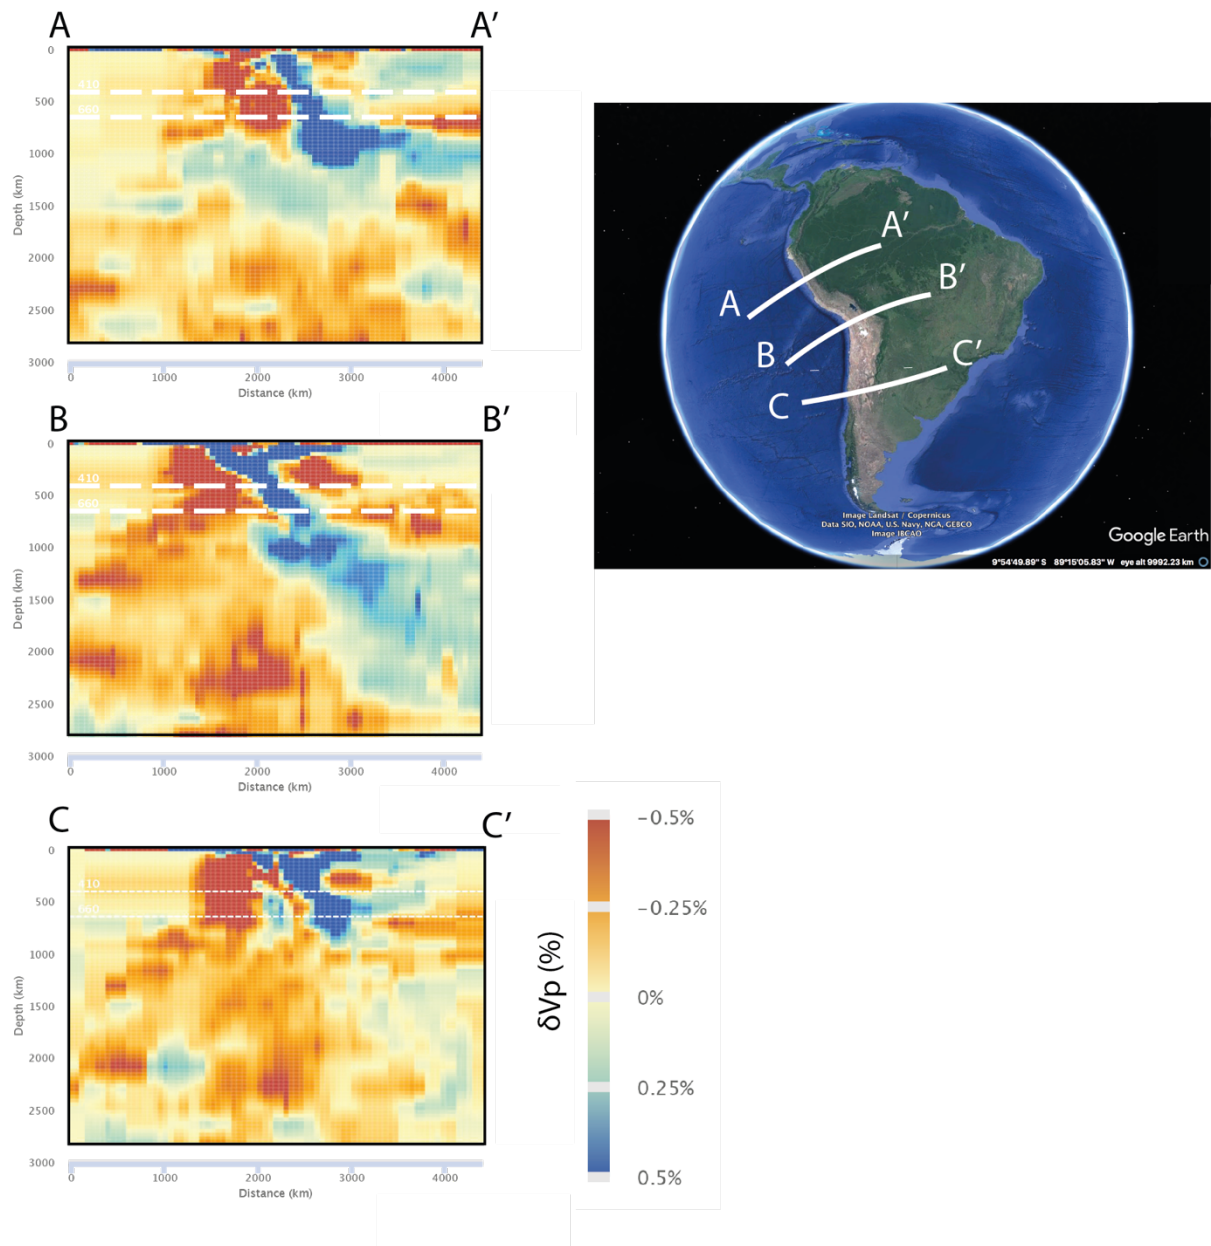 A A′
0
410
500
660
1000
1500
2000
2500
3000
Depth (km)
0 1000 2000 3000 4000
Distance (km)
B B′
0
410
500
660
1000
1500
2000
2500
3000
Depth (km)
0 1000 2000 3000 4000
Distance (km)
C C′
0
410
500
660
1000
1500
2000
2500
3000
Depth (km)
0 1000 2000 3000 4000
Distance (km)
A′
B′
A
C′
B
C
Image Landsat / Copernicus
Data SIO, NOAA, U.S. Navy, NGA, GEBCO
Image IBCAO
Google Earth
9°54′49.89″ S 89°15′05.83″ W eye alt 9992.23 km
δVp (%)
-0.5%
-0.25%
0%
0.25%
0.5%